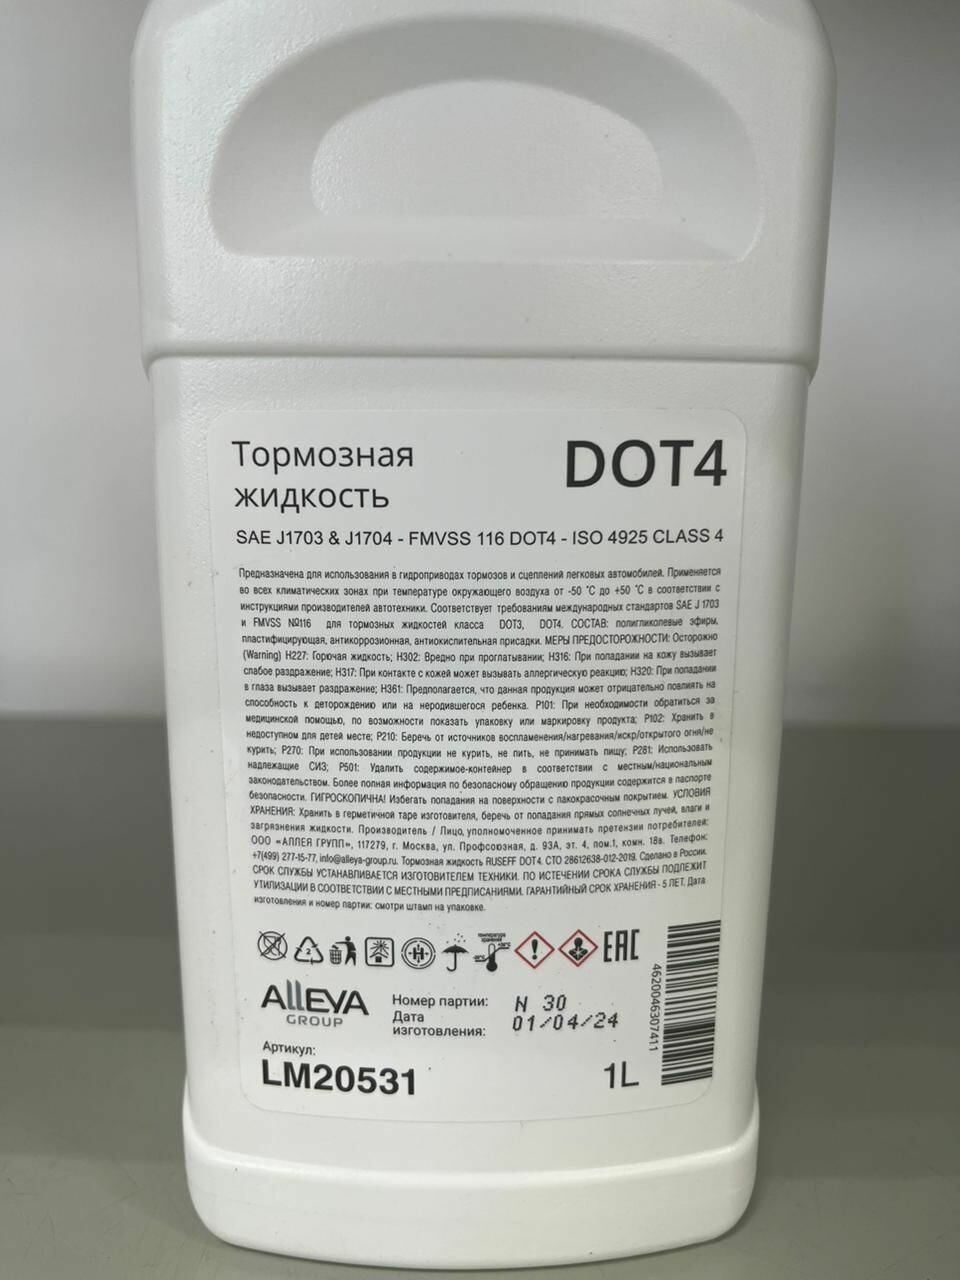 Тормозная
жидкость
DOT4
SAE J1703 & J1704 - FMVSS 116 DOT4 - ISO 4925 CLASS 4
Предназначена для использования в гидроприводах тормозов и сцеплений легковых автомобилей. Применяется
во всех климатических зонах при температуре окружающего воздуха от -50 °С до +50 °С в соответствии с
инструкциями производителей автотехники. Соответствует требованиям международных стандартов SAE J 1703
и FMVSS №116 для тормозных жидкостей класса DOT3, DOT4. СОСТАВ: полигликолевые эфиры,
пластифицирующая, антикоррозионная, антиокислительная присадки. МЕРЫ ПРЕДОСТОРОЖНОСТИ: Осторожно
(Warning) H227: Горючая жидкость; H302: Вредно при проглатывании; H316: При попадании на кожу вызывает
слабое раздражение; H317: При контакте с кожей может вызывать аллергическую реакцию; H320: При попадании
в глаза вызывает раздражение; H361: Предполагается, что данная продукция может отрицательно повлиять на
способность к деторождению или на неродившегося ребенка. P101: При необходимости обратиться за
медицинской помощью, по возможности показать упаковку или маркировку продукта; P102: Хранить в
недоступном для детей месте; P210: Беречь от источников воспламенения/нагревания/искр/открытого огня/не
курить; P270: При использовании продукции не курить, не пить, не принимать пищу; P281: Использовать
надлежащие СИЗ; P501: Удалить содержимое-контейнер в соответствии с местным/национальным
законодательством. Более полная информация по безопасному обращению продукции содержится в паспорте
безопасности. ГИГРОСКОПИЧНА! Избегать попадания на поверхности с лакокрасочным покрытием. УСЛОВИЯ
ХРАНЕНИЯ: Хранить в герметичной таре изготовителя, беречь от попадания прямых солнечных лучей, влаги и
загрязнения жидкости. Производитель / Лицо, уполномоченное принимать претензии потребителей:
ООО «АЛЛЕЯ ГРУПП», 117279, г. Москва, ул. Профсоюзная, д. 93А, эт. 4, пом.1, комн. 18в. Телефон:
+7(499) 277-15-77, info@alleya-group.ru. Тормозная жидкость RUSEFF DOT4. СТО 28612638-012-2019. Сделано в России.
СРОК СЛУЖБЫ УСТАНАВЛИВАЕТСЯ ИЗГОТОВИТЕЛЕМ ТЕХНИКИ. ПО ИСТЕЧЕНИИ СРОКА СЛУЖБЫ ПОДЛЕЖИТ
УТИЛИЗАЦИИ В СООТВЕТСТВИИ С МЕСТНЫМИ ПРЕДПИСАНИЯМИ. ГАРАНТИЙНЫЙ СРОК ХРАНЕНИЯ - 5 ЛЕТ. Дата
изготовления и номер партии: смотри штамп на упаковке.
температура
хранения
EAC
ALLEYA
GROUP
Номер партии: N 30
Дата
изготовления: 01/04/24
Артикул:
LM20531
1L
4620046307411